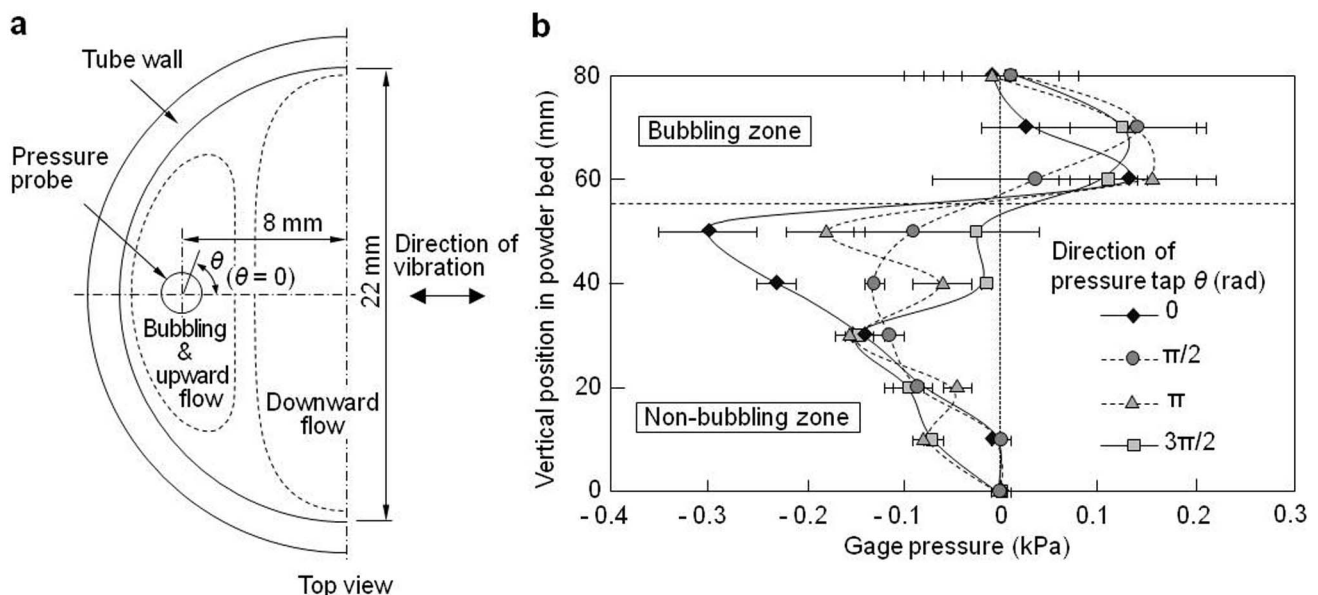 a
Tube wall
Pressure
probe
8 mm
θ
(θ = 0)
22 mm
Direction of
vibration
Bubbling
&
upward
flow
Downward
flow
Top view
b
Vertical position in powder bed (mm)
80
60
40
20
0
Bubbling zone
Non-bubbling zone
Direction of
pressure tap θ (rad)
0
π/2
π
3π/2
- 0.4 - 0.3 - 0.2 - 0.1 0 0.1 0.2 0.3
Gage pressure (kPa)